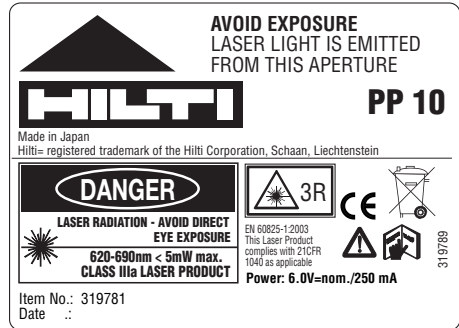 AVOID EXPOSURE
LASER LIGHT IS EMITTED
FROM THIS APERTURE
HILTI
PP 10
Made in Japan
Hilti= registered trademark of the Hilti Corporation, Schaan, Liechtenstein
DANGER
LASER RADIATION - AVOID DIRECT
EYE EXPOSURE
620-690nm < 5mW max.
CLASS IIIa LASER PRODUCT
3R
CE
EN 60825-1:2003
This Laser Product
complies with 21CFR
1040 as applicable
Power: 6.0V=nom./250 mA
319789
Item No.: 319781
Date .: